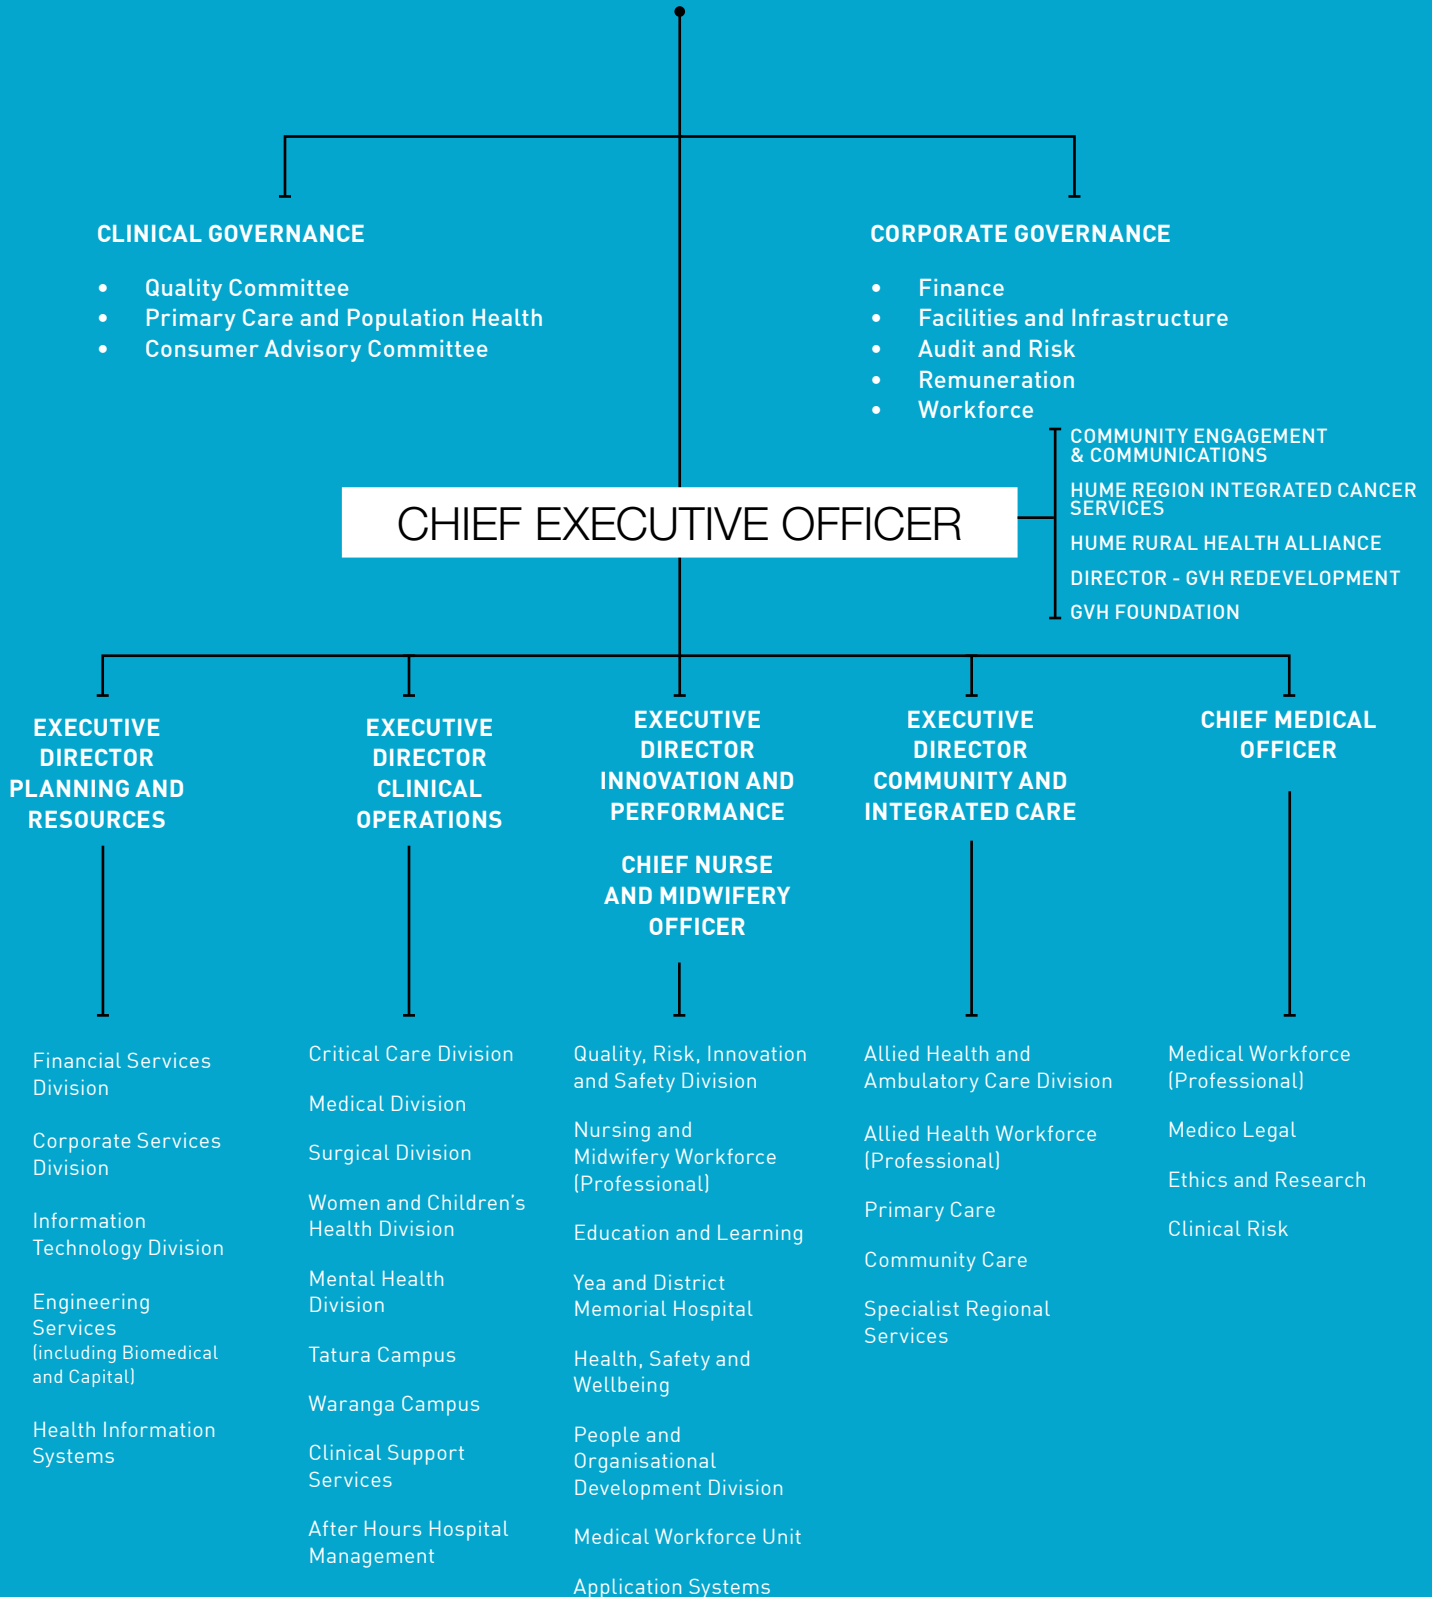 CLINICAL GOVERNANCE
• Quality Committee
• Primary Care and Population Health
• Consumer Advisory Committee
CORPORATE GOVERNANCE
• Finance
• Facilities and Infrastructure
• Audit and Risk
• Remuneration
• Workforce
COMMUNITY ENGAGEMENT
& COMMUNICATIONS
HUME REGION INTEGRATED CANCER
SERVICES
HUME RURAL HEALTH ALLIANCE
DIRECTOR - GVH REDEVELOPMENT
GVH FOUNDATION
CHIEF EXECUTIVE OFFICER
EXECUTIVE
DIRECTOR
PLANNING AND
RESOURCES
Financial Services
Division
Corporate Services
Division
Information
Technology Division
Engineering
Services
(including Biomedical
and Capital)
Health Information
Systems
EXECUTIVE
DIRECTOR
CLINICAL
OPERATIONS
Critical Care Division
Medical Division
Surgical Division
Women and Children's
Health Division
Mental Health
Division
Tatura Campus
Waranga Campus
Clinical Support
Services
After Hours Hospital
Management
EXECUTIVE
DIRECTOR
INNOVATION AND
PERFORMANCE
CHIEF NURSE
AND MIDWIFERY
OFFICER
Quality, Risk, Innovation
and Safety Division
Nursing and
Midwifery Workforce
(Professional)
Education and Learning
Yea and District
Memorial Hospital
Health, Safety and
Wellbeing
People and
Organisational
Development Division
Medical Workforce Unit
Application Systems
EXECUTIVE
DIRECTOR
COMMUNITY AND
INTEGRATED CARE
Allied Health and
Ambulatory Care Division
Allied Health Workforce
(Professional)
Primary Care
Community Care
Specialist Regional
Services
CHIEF MEDICAL
OFFICER
Medical Workforce
(Professional)
Medico Legal
Ethics and Research
Clinical Risk